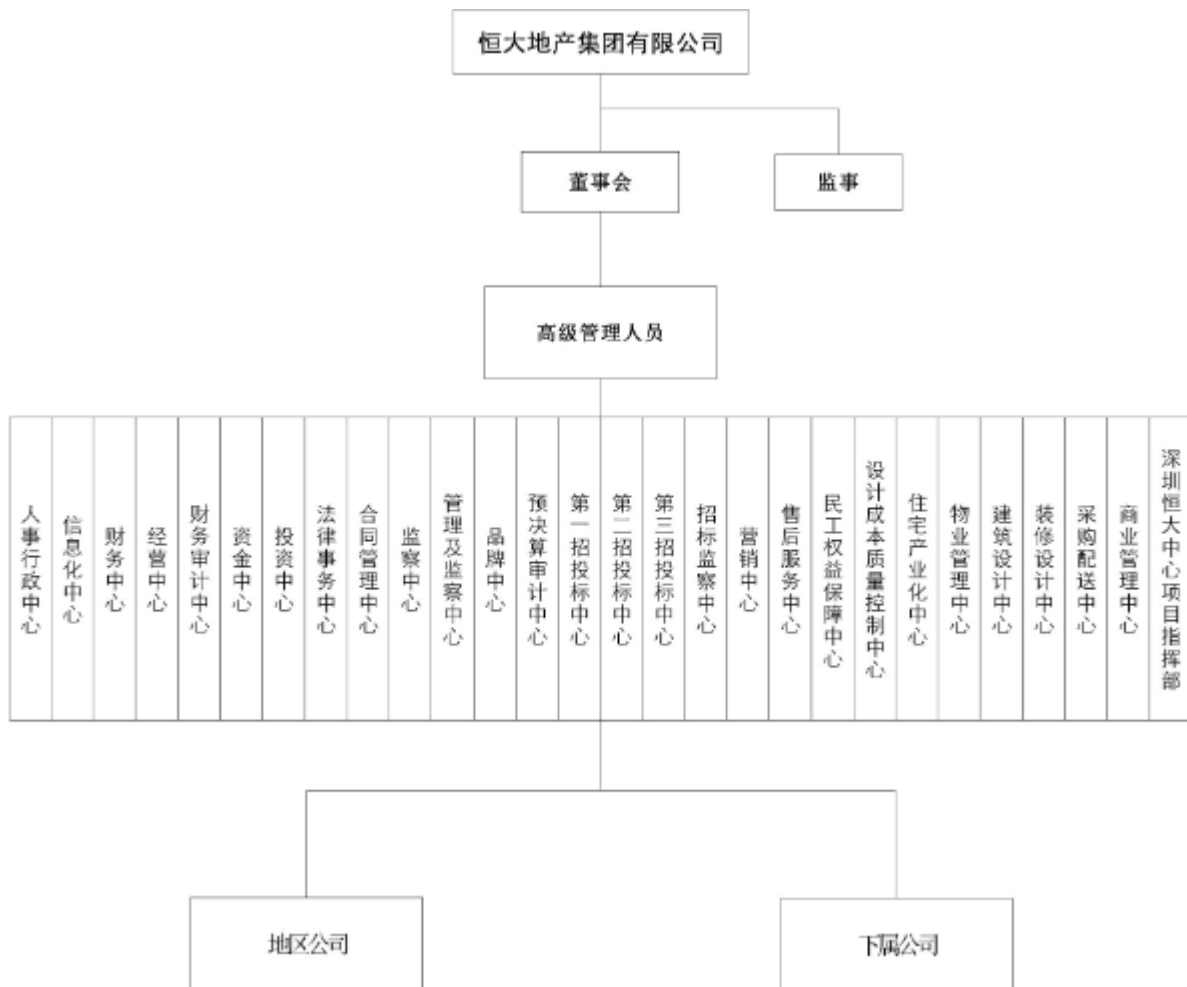 恒大地产集团有限公司
董事会
监事
高级管理人员
人事行政中心
信息化中心
财务中心
经营中心
财务审计中心
资金中心
投资中心
法律事务中心
合同管理中心
监察中心
管理及监察中心
品牌中心
预决算审计中心
第一招投标中心
第二招投标中心
第三招投标中心
招标监察中心
营销中心
售后服务中心
民工权益保障中心
设计成本质量控制中心
住宅产业化中心
物业管理中心
建筑设计中心
装修设计中心
采购配送中心
商业管理中心
深圳恒大中心项目指挥部
地区公司
下属公司